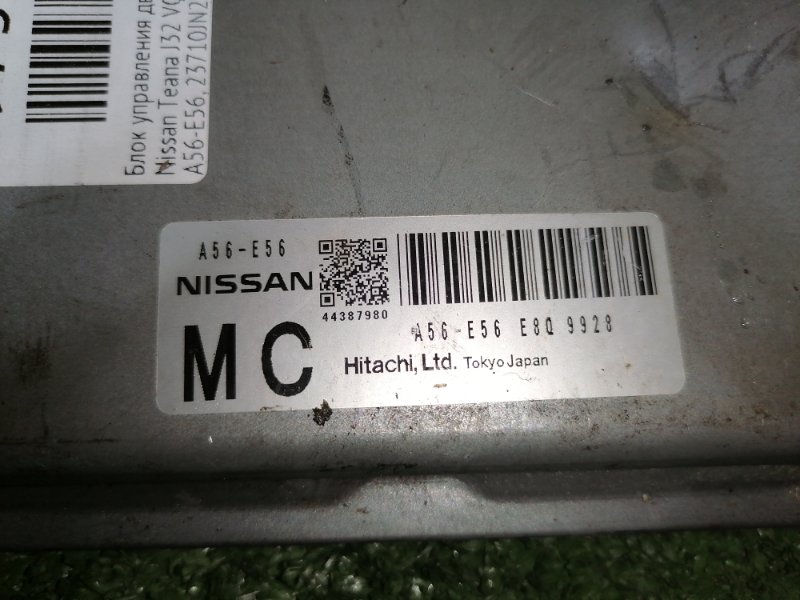 Блок управления
Nissan Teana J32
A56-E56, 23710JN2
A56-E56
NISSAN
44387980
MC
A56-E56 E8Q 9928
Hitachi, Ltd. Tokyo Japan